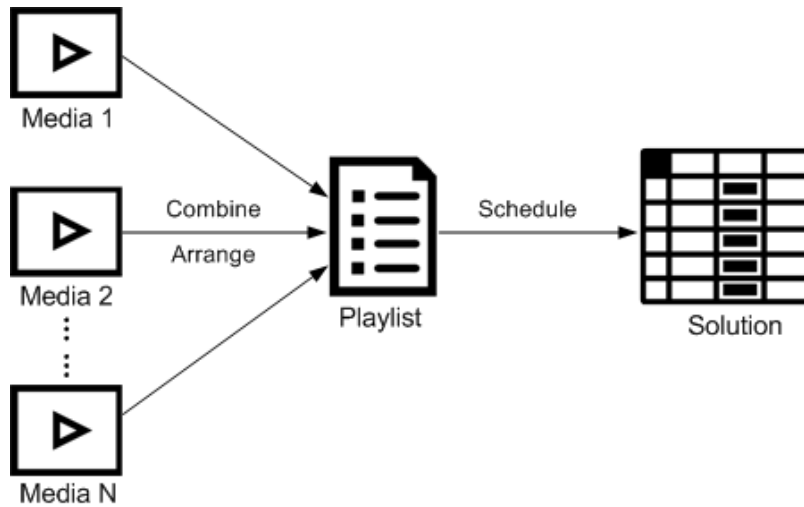 Media 1
Combine
Arrange
Schedule
Media 2
Playlist
Solution
Media N